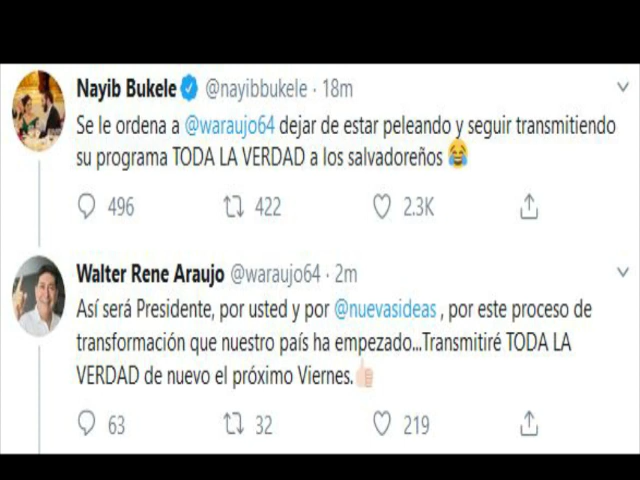 Nayib Bukele @nayibbukele · 18m
Se le ordena a @waraujo64 dejar de estar peleando y seguir transmitiendo
su programa TODA LA VERDAD a los salvadoreños 😂
496 422 2.3K
Walter Rene Araujo @waraujo64 · 2m
Así será Presidente, por usted y por @nuevasideas , por este proceso de
transformación que nuestro país ha empezado...Transmitiré TODA LA
VERDAD de nuevo el próximo Viernes.👍🏻
63 32 219